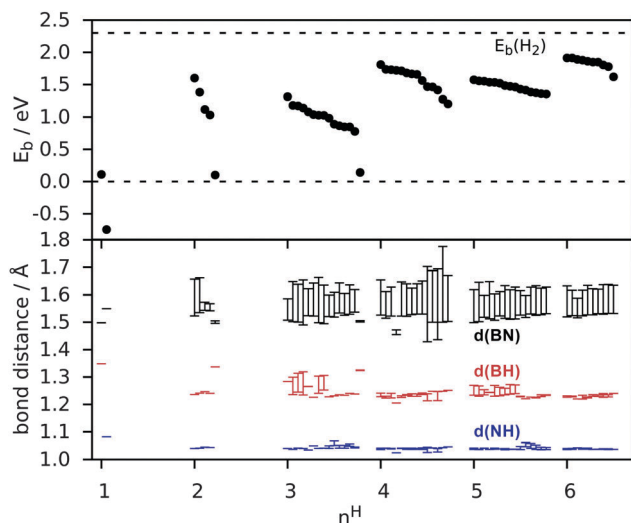 2.5
E_b(H_2)
2.0
1.5
1.0
0.5
0.0
-0.5
E_b / eV
1.8
1.7
1.6
1.5
1.4
1.3
1.2
1.1
1.0
bond distance / Å
d(BN)
d(BH)
d(NH)
1 2 3 4 5 6
n^H